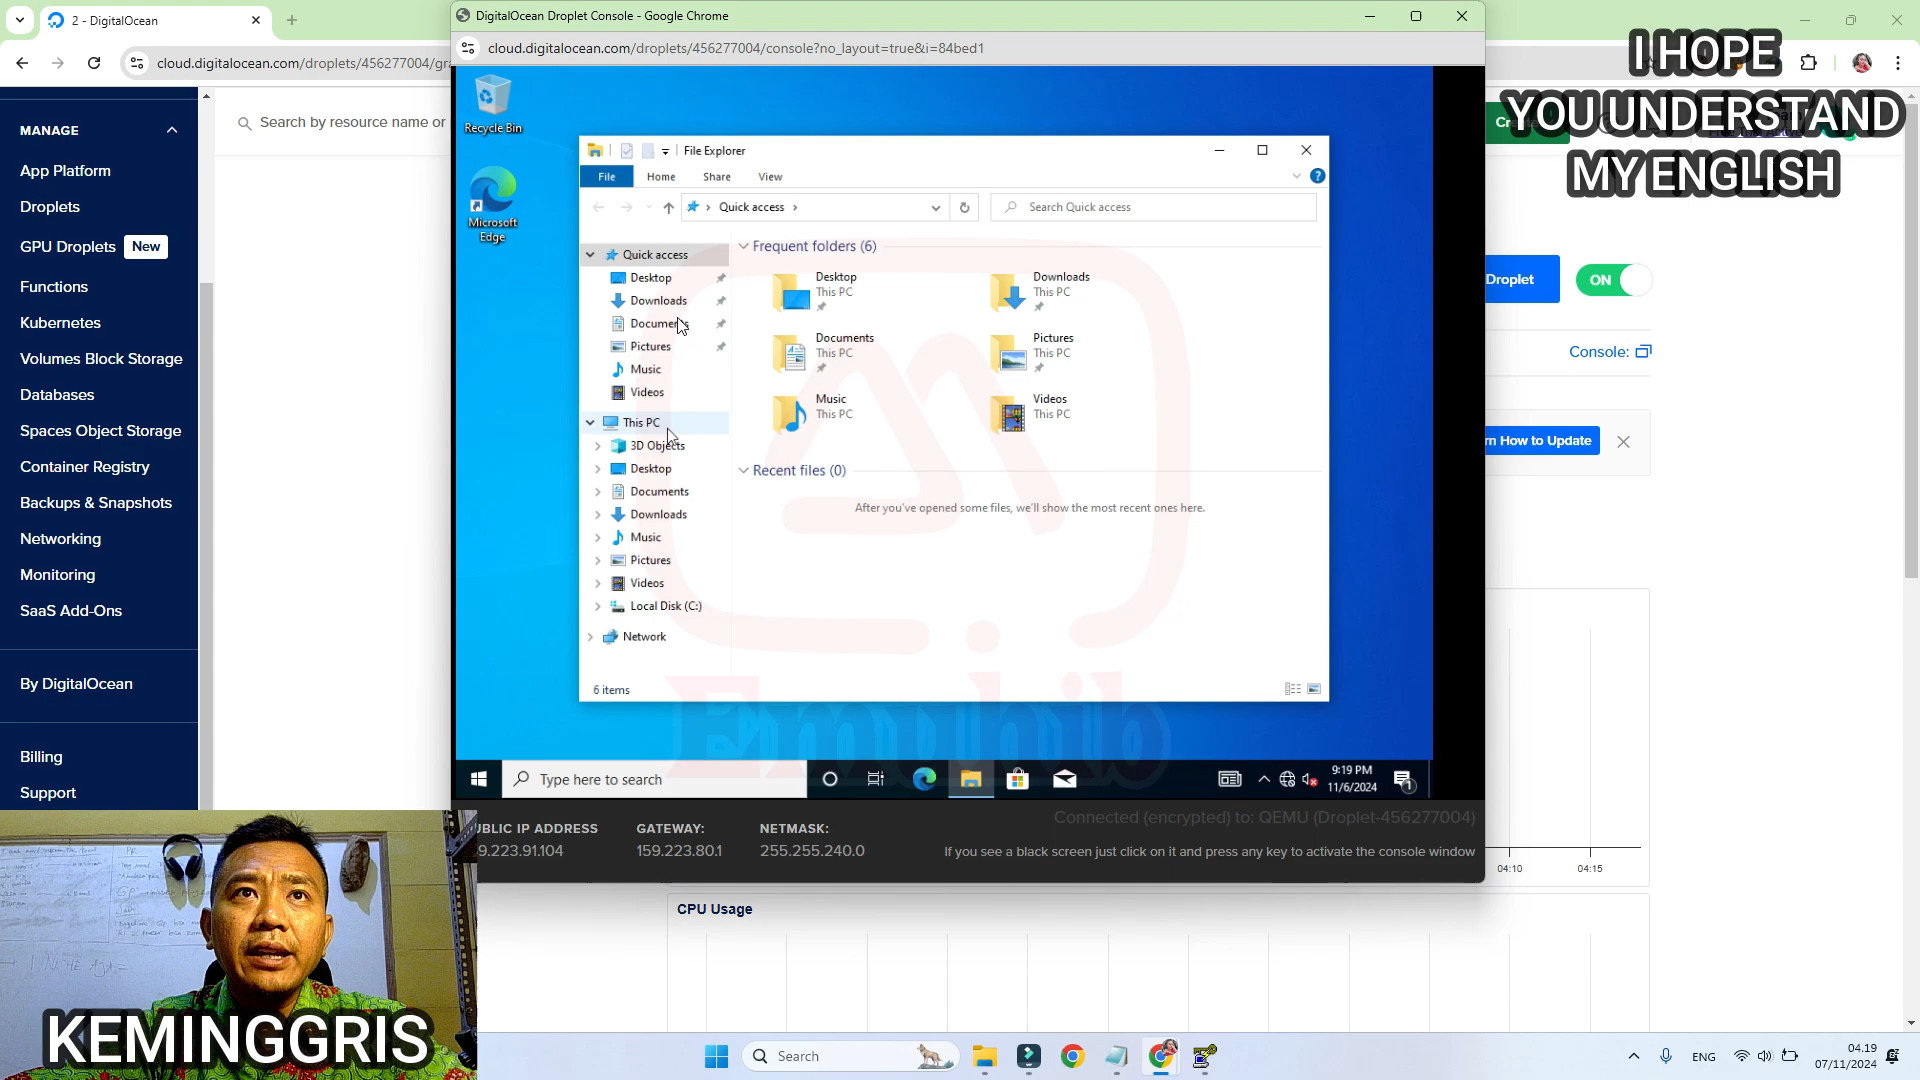 2 - DigitalOcean
cloud.digitalocean.com/droplets/456277004/gr
DigitalOcean Droplet Console - Google Chrome
cloud.digitalocean.com/droplets/456277004/console?no_layout=true&i=84bed1
I HOPE
YOU UNDERSTAND
MY ENGLISH
MANAGE
App Platform
Droplets
GPU Droplets New
Functions
Kubernetes
Volumes Block Storage
Databases
Spaces Object Storage
Container Registry
Backups & Snapshots
Networking
Monitoring
SaaS Add-Ons
By DigitalOcean
Billing
Support
Search by resource name or
Recycle Bin
Microsoft
Edge
File Explorer
File
Home
Share
View
Quick access
Search Quick access
Quick access
Desktop
Downloads
Documents
Pictures
Music
Videos
This PC
3D Objects
Desktop
Documents
Downloads
Music
Pictures
Videos
Local Disk (C:)
Network
6 items
Frequent folders (6)
Desktop
This PC
Downloads
This PC
Documents
This PC
Pictures
This PC
Music
This PC
Videos
This PC
Recent files (0)
After you've opened some files, we'll show the most recent ones here.
Emuhib
Type here to search
9:19 PM
11/6/2024
1
Connected (encrypted) to: QEMU (Droplet-456277004)
UBLIC IP ADDRESS
9.223.91.104
GATEWAY:
159.223.80.1
NETMASK:
255.255.240.0
If you see a black screen just click on it and press any key to activate the console window
Droplet
ON
Console:
rn How to Update
04:10
04:15
CPU Usage
KEMINGGRIS
Search
ENG
04.19
07/11/2024